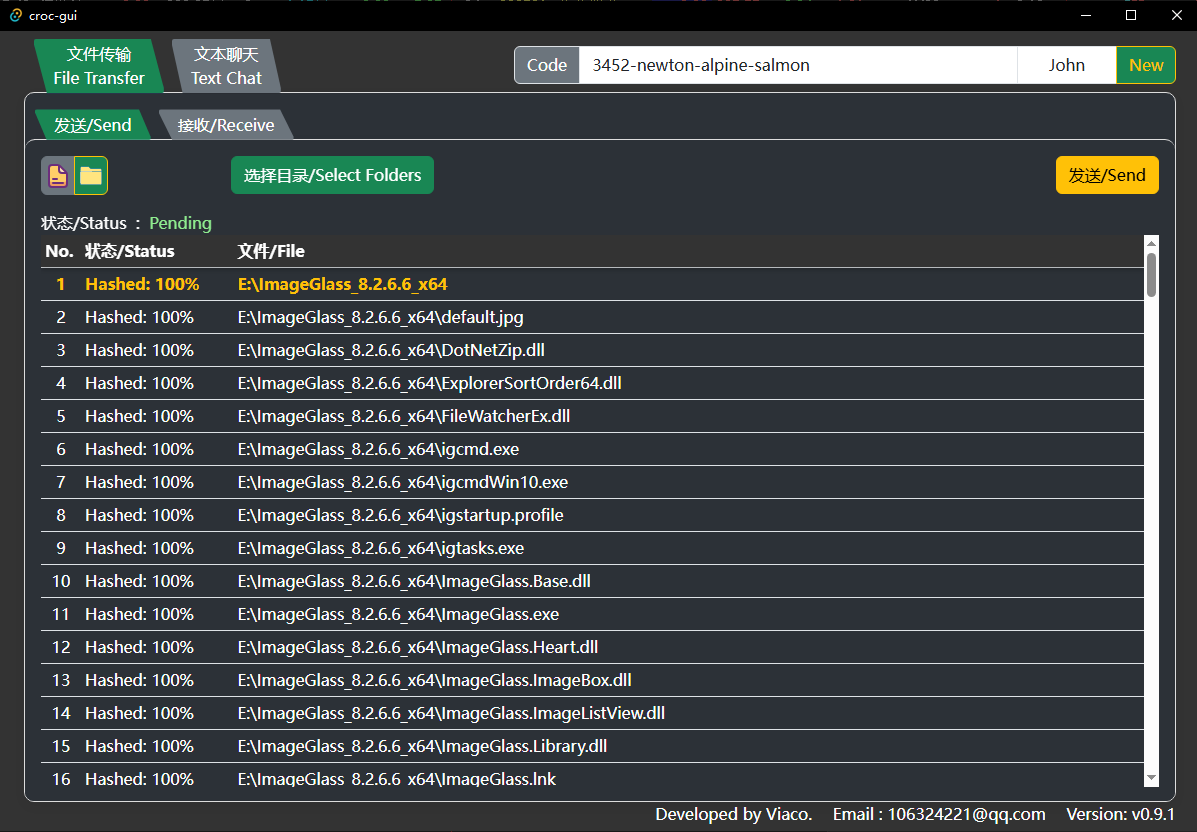 croc-gui
文件传输
File Transfer
文本聊天
Text Chat
Code 3452-newton-alpine-salmon John New
发送/Send 接收/Receive
选择目录/Select Folders 发送/Send
状态/Status : Pending
No. 状态/Status 文件/File
1 Hashed: 100% E:\ImageGlass_8.2.6.6_x64
2 Hashed: 100% E:\ImageGlass_8.2.6.6_x64\default.jpg
3 Hashed: 100% E:\ImageGlass_8.2.6.6_x64\DotNetZip.dll
4 Hashed: 100% E:\ImageGlass_8.2.6.6_x64\ExplorerSortOrder64.dll
5 Hashed: 100% E:\ImageGlass_8.2.6.6_x64\FileWatcherEx.dll
6 Hashed: 100% E:\ImageGlass_8.2.6.6_x64\igcmd.exe
7 Hashed: 100% E:\ImageGlass_8.2.6.6_x64\igcmdWin10.exe
8 Hashed: 100% E:\ImageGlass_8.2.6.6_x64\igstartup.profile
9 Hashed: 100% E:\ImageGlass_8.2.6.6_x64\igtasks.exe
10 Hashed: 100% E:\ImageGlass_8.2.6.6_x64\ImageGlass.Base.dll
11 Hashed: 100% E:\ImageGlass_8.2.6.6_x64\ImageGlass.exe
12 Hashed: 100% E:\ImageGlass_8.2.6.6_x64\ImageGlass.Heart.dll
13 Hashed: 100% E:\ImageGlass_8.2.6.6_x64\ImageGlass.ImageBox.dll
14 Hashed: 100% E:\ImageGlass_8.2.6.6_x64\ImageGlass.ImageListView.dll
15 Hashed: 100% E:\ImageGlass_8.2.6.6_x64\ImageGlass.Library.dll
16 Hashed: 100% E:\ImageGlass_8.2.6.6_x64\ImageGlass.lnk
Developed by Viaco. Email : 106324221@qq.com Version: v0.9.1